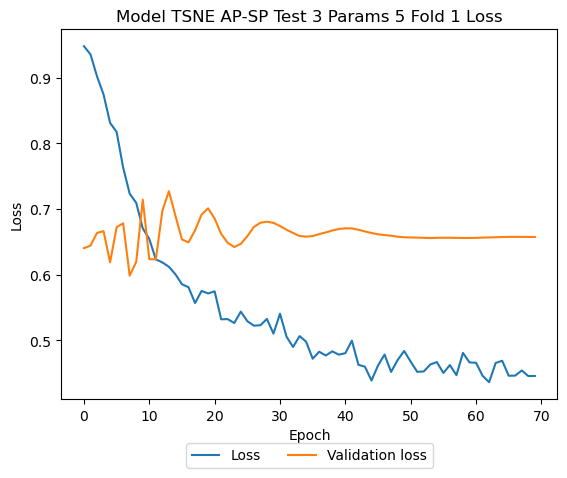 Model TSNE AP-SP Test 3 Params 5 Fold 1 Loss
0.9
0.8
0.7
0.6
0.5
Loss
0 10 20 30 40 50 60 70
Epoch
Loss Validation loss